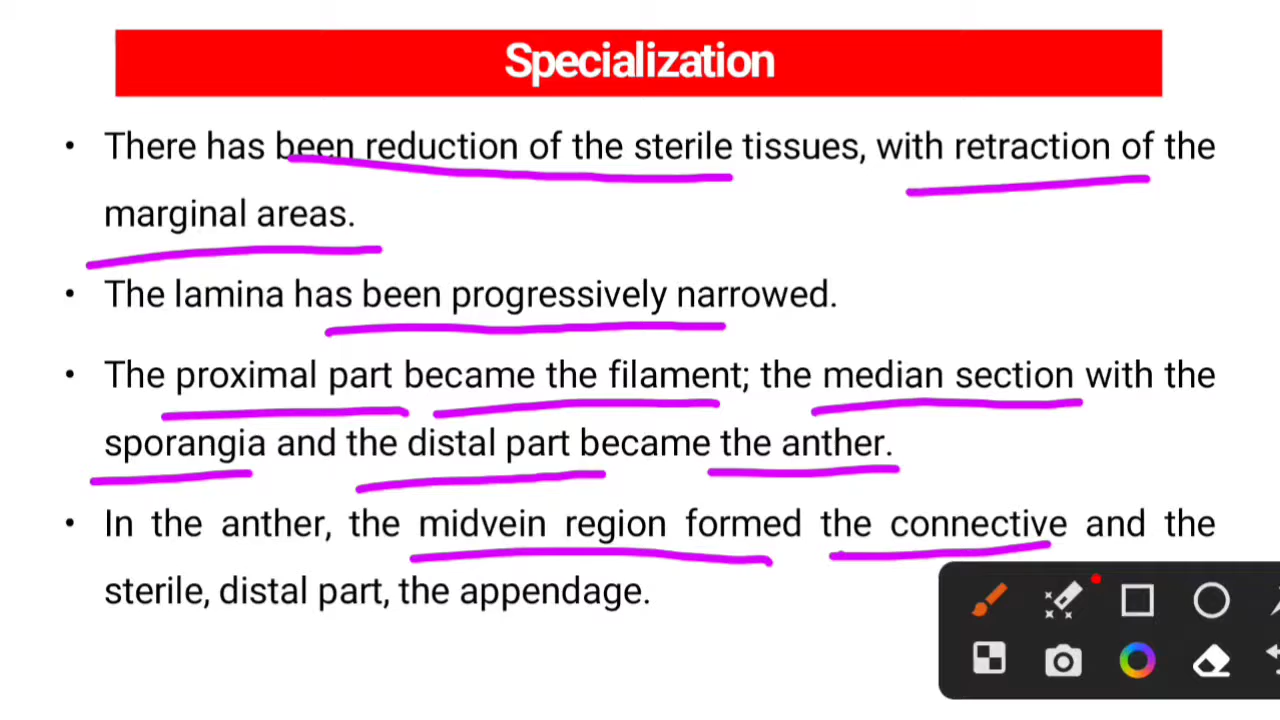 Specialization
• There has been reduction of the sterile tissues, with retraction of the
marginal areas.
• The lamina has been progressively narrowed.
• The proximal part became the filament; the median section with the
sporangia and the distal part became the anther.
• In the anther, the midvein region formed the connective and the
sterile, distal part, the appendage.